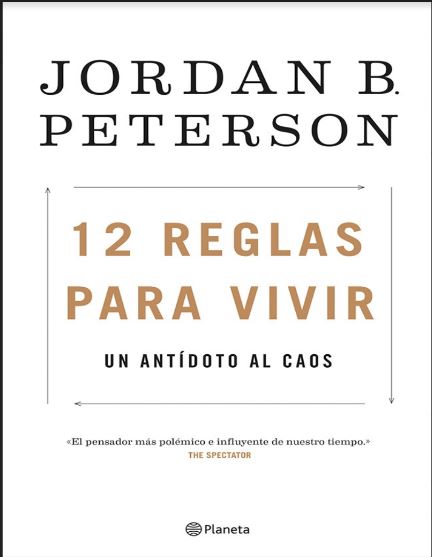 JORDAN B.
PETERSON
12 REGLAS
PARA VIVIR
UN ANTÍDOTO AL CAOS
«El pensador más polémico e influyente de nuestro tiempo.»
THE SPECTATOR
Planeta